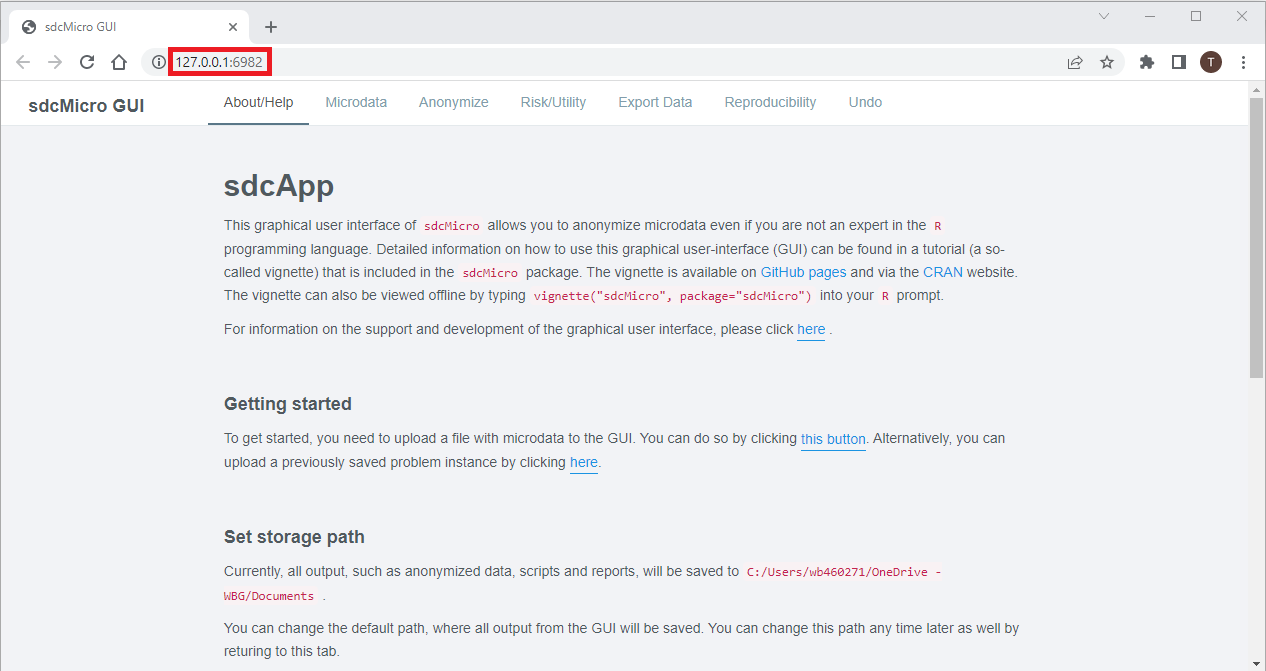 sdcMicro GUI
127.0.0.1:6982
T
sdcMicro GUI About/Help Microdata Anonymize Risk/Utility Export Data Reproducibility Undo
sdcApp
This graphical user interface of sdcMicro allows you to anonymize microdata even if you are not an expert in the R
programming language. Detailed information on how to use this graphical user-interface (GUI) can be found in a tutorial (a so-
called vignette) that is included in the sdcMicro package. The vignette is available on GitHub pages and via the CRAN website.
The vignette can also be viewed offline by typing vignette("sdcMicro", package="sdcMicro") into your R prompt.
For information on the support and development of the graphical user interface, please click here .
Getting started
To get started, you need to upload a file with microdata to the GUI. You can do so by clicking this button. Alternatively, you can
upload a previously saved problem instance by clicking here.
Set storage path
Currently, all output, such as anonymized data, scripts and reports, will be saved to C:/Users/wb460271/OneDrive -
WBG/Documents .
You can change the default path, where all output from the GUI will be saved. You can change this path any time later as well by
returing to this tab.